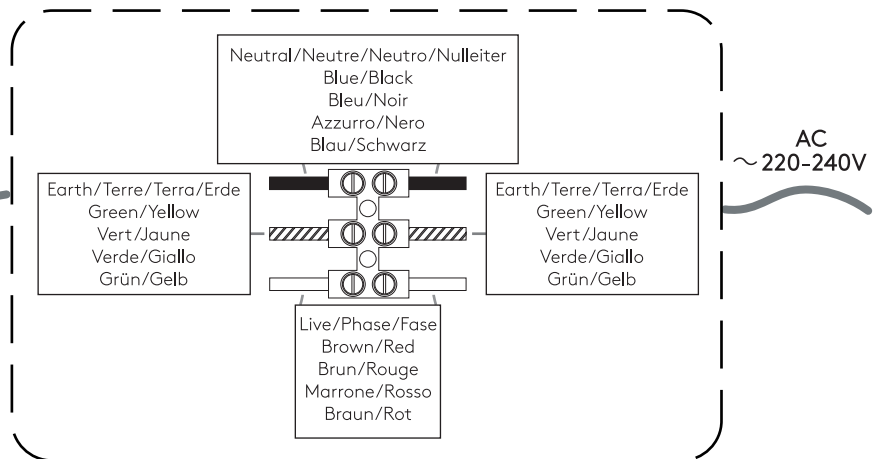 Neutral/Neutre/Neutro/Nulleiter
Blue/Black
Bleu/Noir
Azzurro/Nero
Blau/Schwarz
AC
~ 220-240V
Earth/Terre/Terra/Erde
Green/Yellow
Vert/Jaune
Verde/Giallo
Grün/Gelb
Earth/Terre/Terra/Erde
Green/Yellow
Vert/Jaune
Verde/Giallo
Grün/Gelb
Live/Phase/Fase
Brown/Red
Brun/Rouge
Marrone/Rosso
Braun/Rot